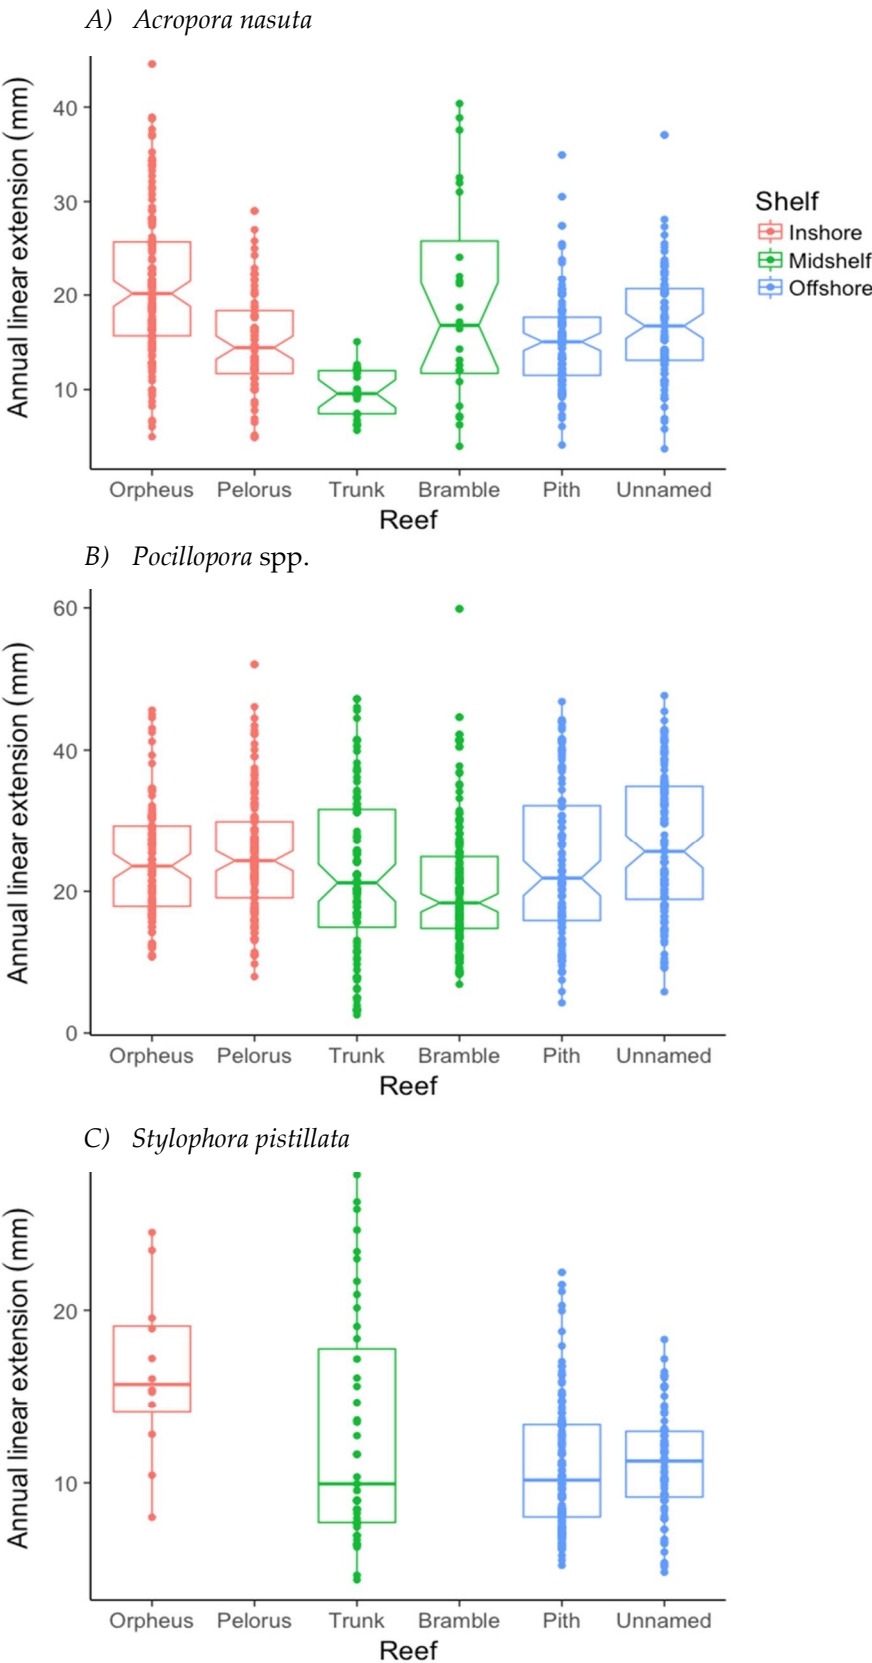 A) Acropora nasuta
Annual linear extension (mm)
40
30
20
10
Orpheus Pelorus Trunk Bramble Pith Unnamed
Reef
Shelf
Inshore
Midshelf
Offshore
B) Pocillopora spp.
Annual linear extension (mm)
60
40
20
0
Orpheus Pelorus Trunk Bramble Pith Unnamed
Reef
C) Stylophora pistillata
Annual linear extension (mm)
20
10
Orpheus Pelorus Trunk Bramble Pith Unnamed
Reef